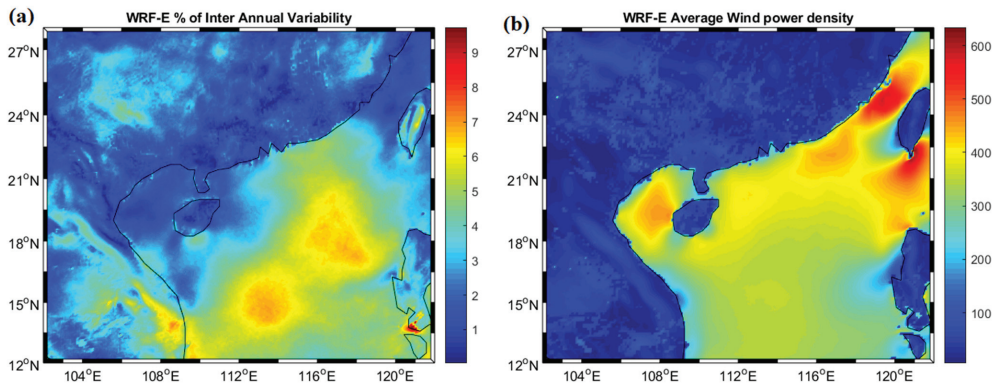 (a)
WRF-E % of Inter Annual Variability
27°N
24°N
21°N
18°N
15°N
12°N
104°E 108°E 112°E 116°E 120°E
9
8
7
6
5
4
3
2
1
(b)
WRF-E Average Wind power density
27°N
24°N
21°N
18°N
15°N
12°N
104°E 108°E 112°E 116°E 120°E
600
500
400
300
200
100